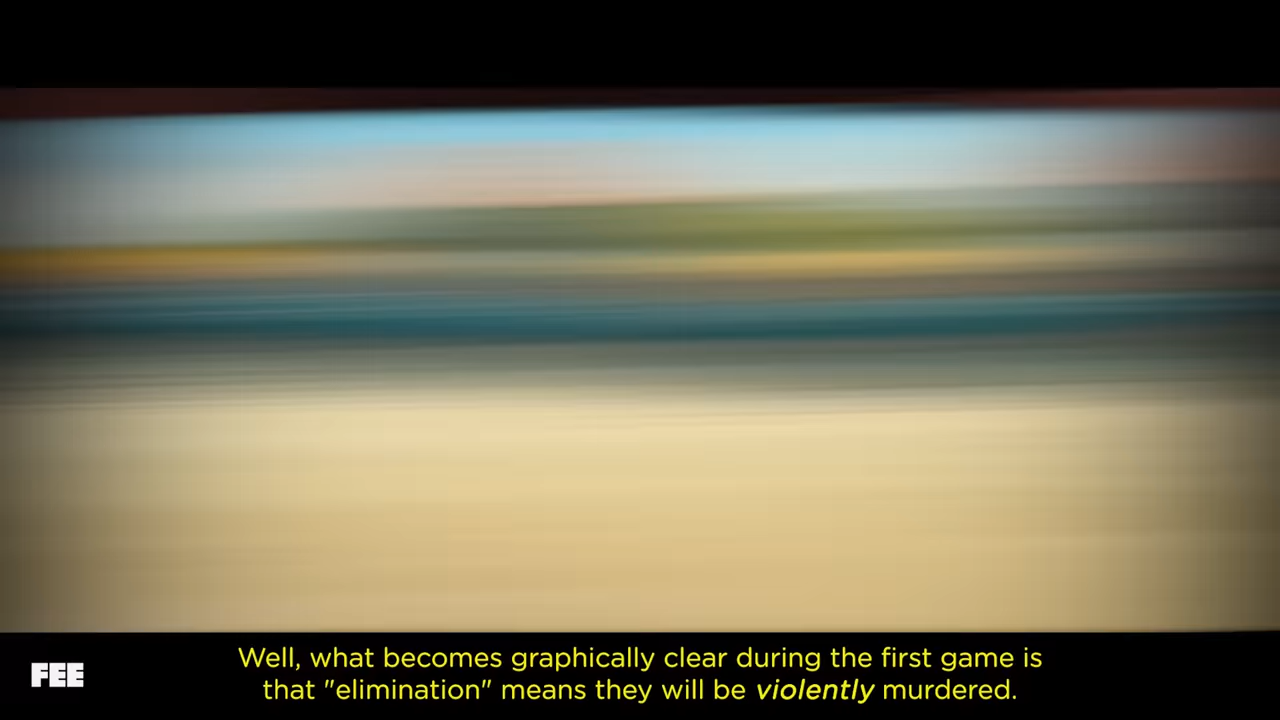 Well, what becomes graphically clear during the first game is
that "elimination" means they will be violently murdered.
FEE